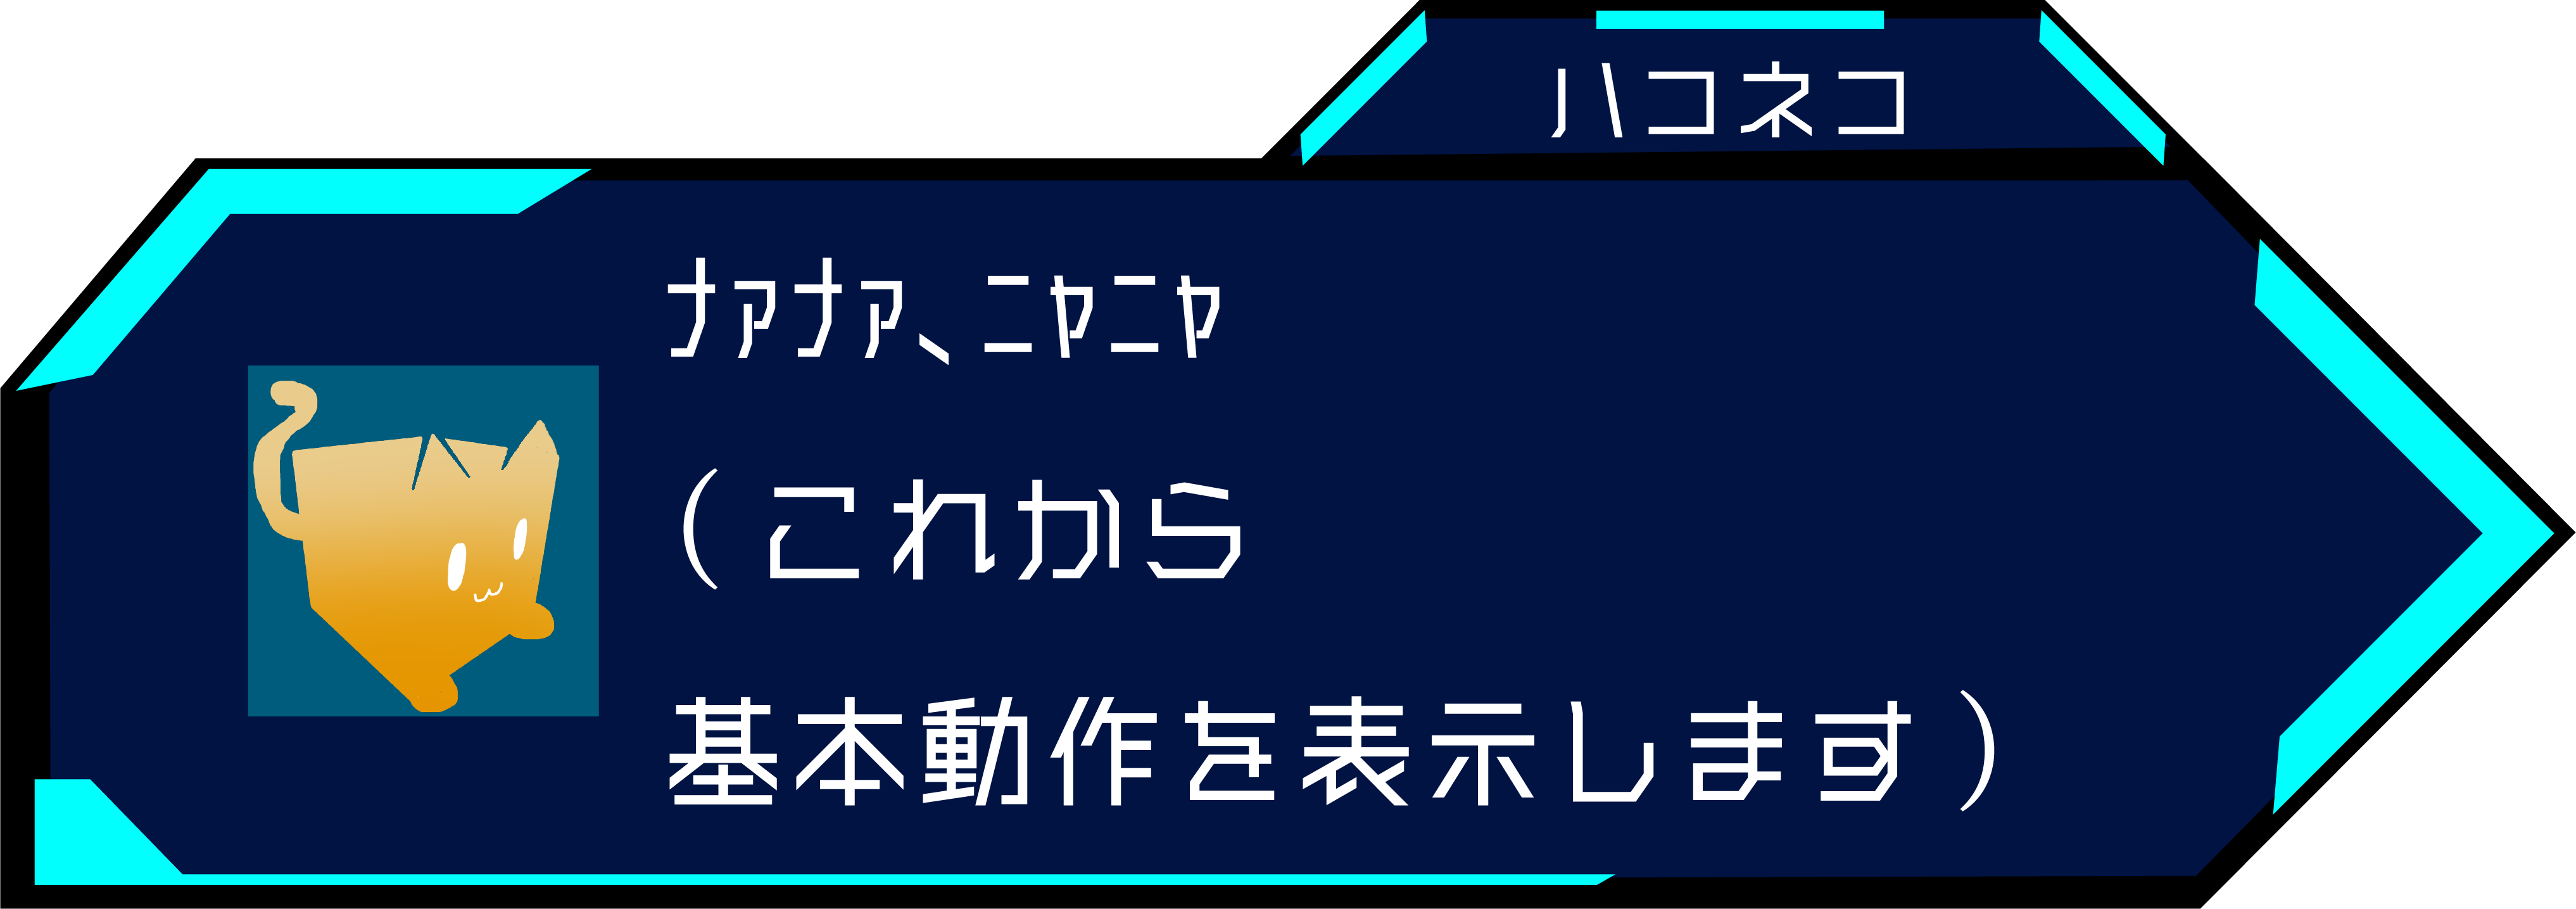 ハコネコ
ﾅｧﾅｧ､ﾆｬﾆｬ
（これから
基本動作を表示します）